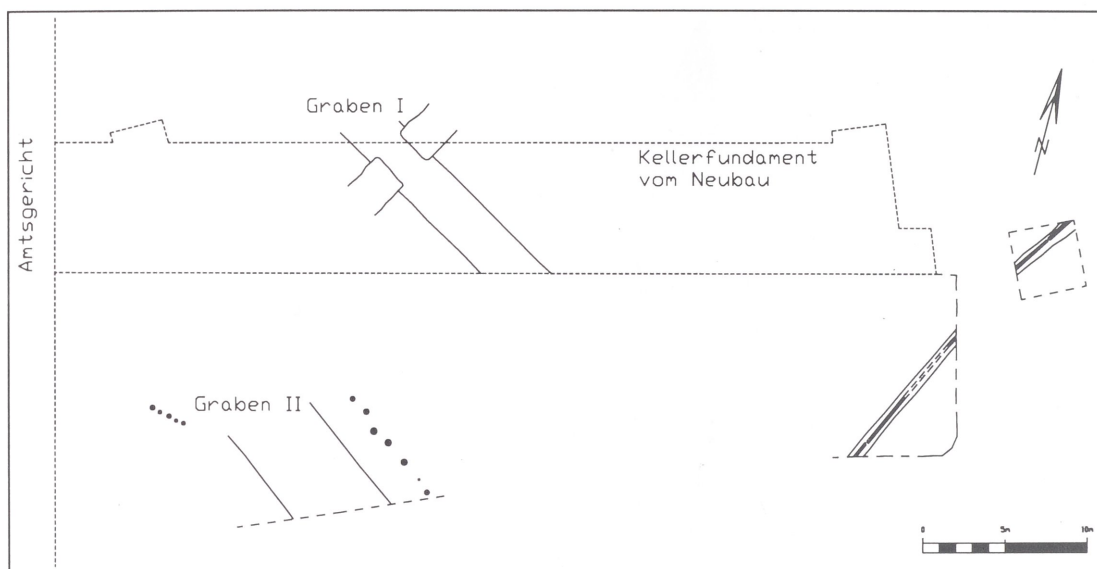 Graben I
Kellerfundament
vom Neubau
N
Amtsgericht
Graben II
0 5m 10m